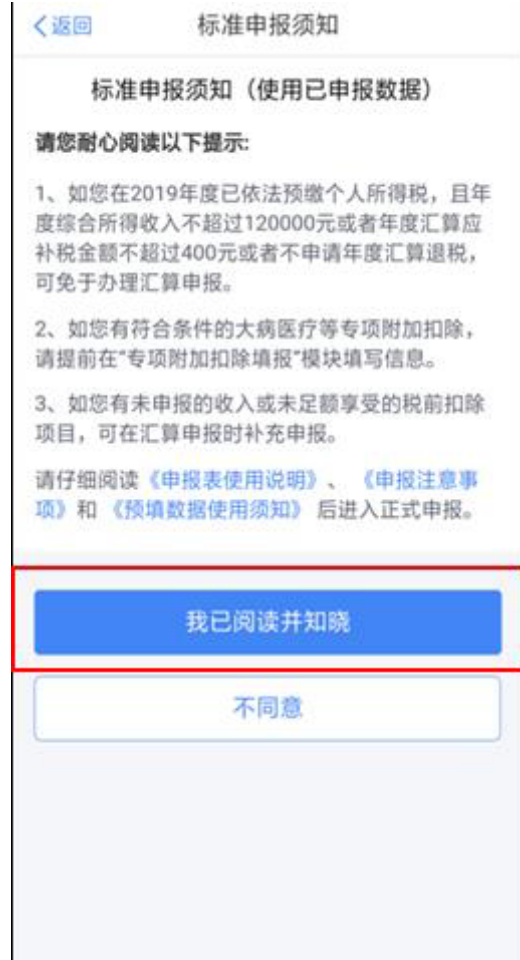 返回 标准申报须知
标准申报须知（使用已申报数据）
请您耐心阅读以下提示:
1、如您在2019年度已依法预缴个人所得税，且年
度综合所得收入不超过120000元或者年度汇算应
补税金额不超过400元或者不申请年度汇算退税，
可免于办理汇算申报。
2、如您有符合条件的大病医疗等专项附加扣除，
请提前在“专项附加扣除填报”模块填写信息。
3、如您有未申报的收入或未足额享受的税前扣除
项目，可在汇算申报时补充申报。
请仔细阅读《申报表使用说明》、《申报注意事
项》和《预填数据使用须知》后进入正式申报。
我已阅读并知晓
不同意